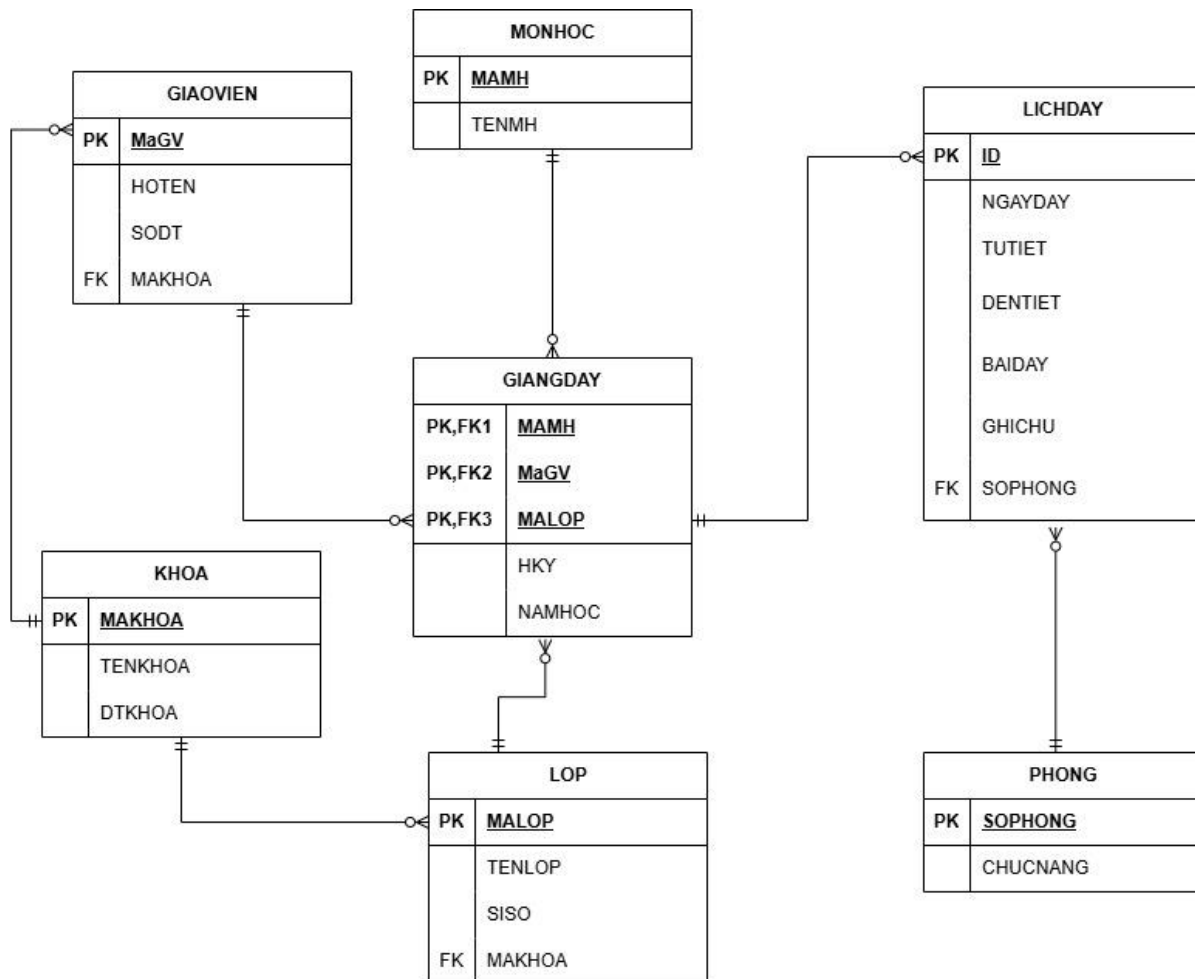 MONHOC
PK MAMH
TENMH
GIAOVIEN
PK MaGV
HOTEN
SODT
FK MAKHOA
LICHDAY
PK ID
NGAYDAY
TUTIET
DENTIET
BAIDAY
GHICHU
FK SOPHONG
GIANGDAY
PK,FK1 MAMH
PK,FK2 MaGV
PK,FK3 MALOP
HKY
NAMHOC
KHOA
PK MAKHOA
TENKHOA
DTKHOA
LOP
PK MALOP
TENLOP
SISO
FK MAKHOA
PHONG
PK SOPHONG
CHUCNANG